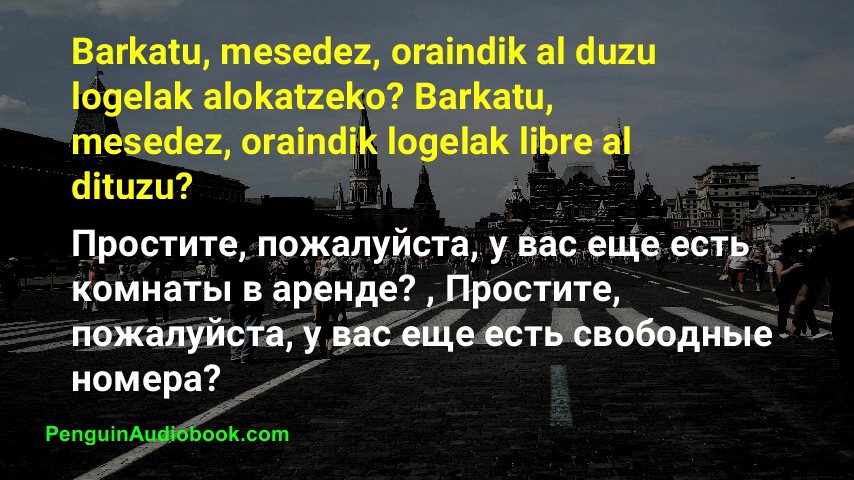 Barkatu, mesedez, oraindik al duzu
logelak alokatzeko? Barkatu,
mesedez, oraindik logelak libre al
dituzu?
Простите, пожалуйста, у вас еще есть
комнаты в аренде? , Простите,
пожалуйста, у вас еще есть свободные
номера?
PenguinAudiobook.com